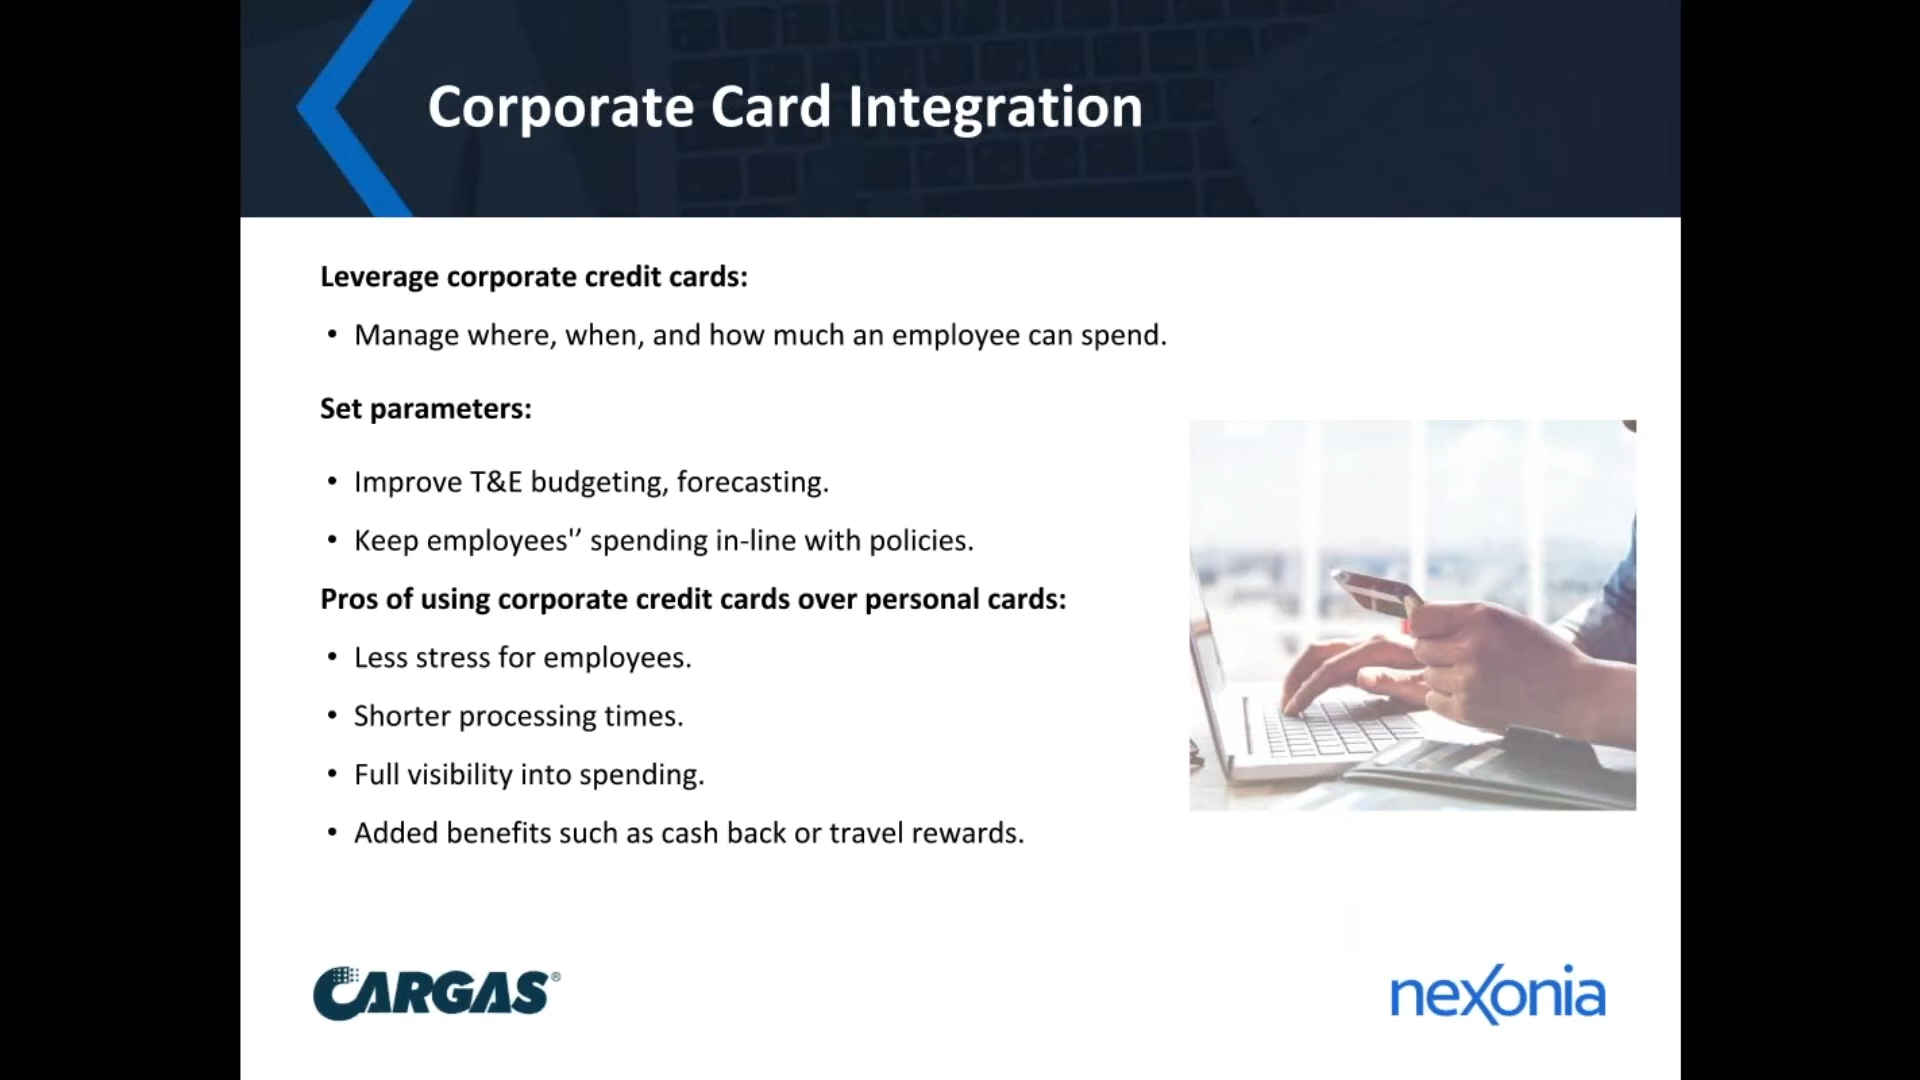 Corporate Card Integration
Leverage corporate credit cards:
• Manage where, when, and how much an employee can spend.
Set parameters:
• Improve T&E budgeting, forecasting.
• Keep employees'’ spending in-line with policies.
Pros of using corporate credit cards over personal cards:
• Less stress for employees.
• Shorter processing times.
• Full visibility into spending.
• Added benefits such as cash back or travel rewards.
CARGAS®
nexonia